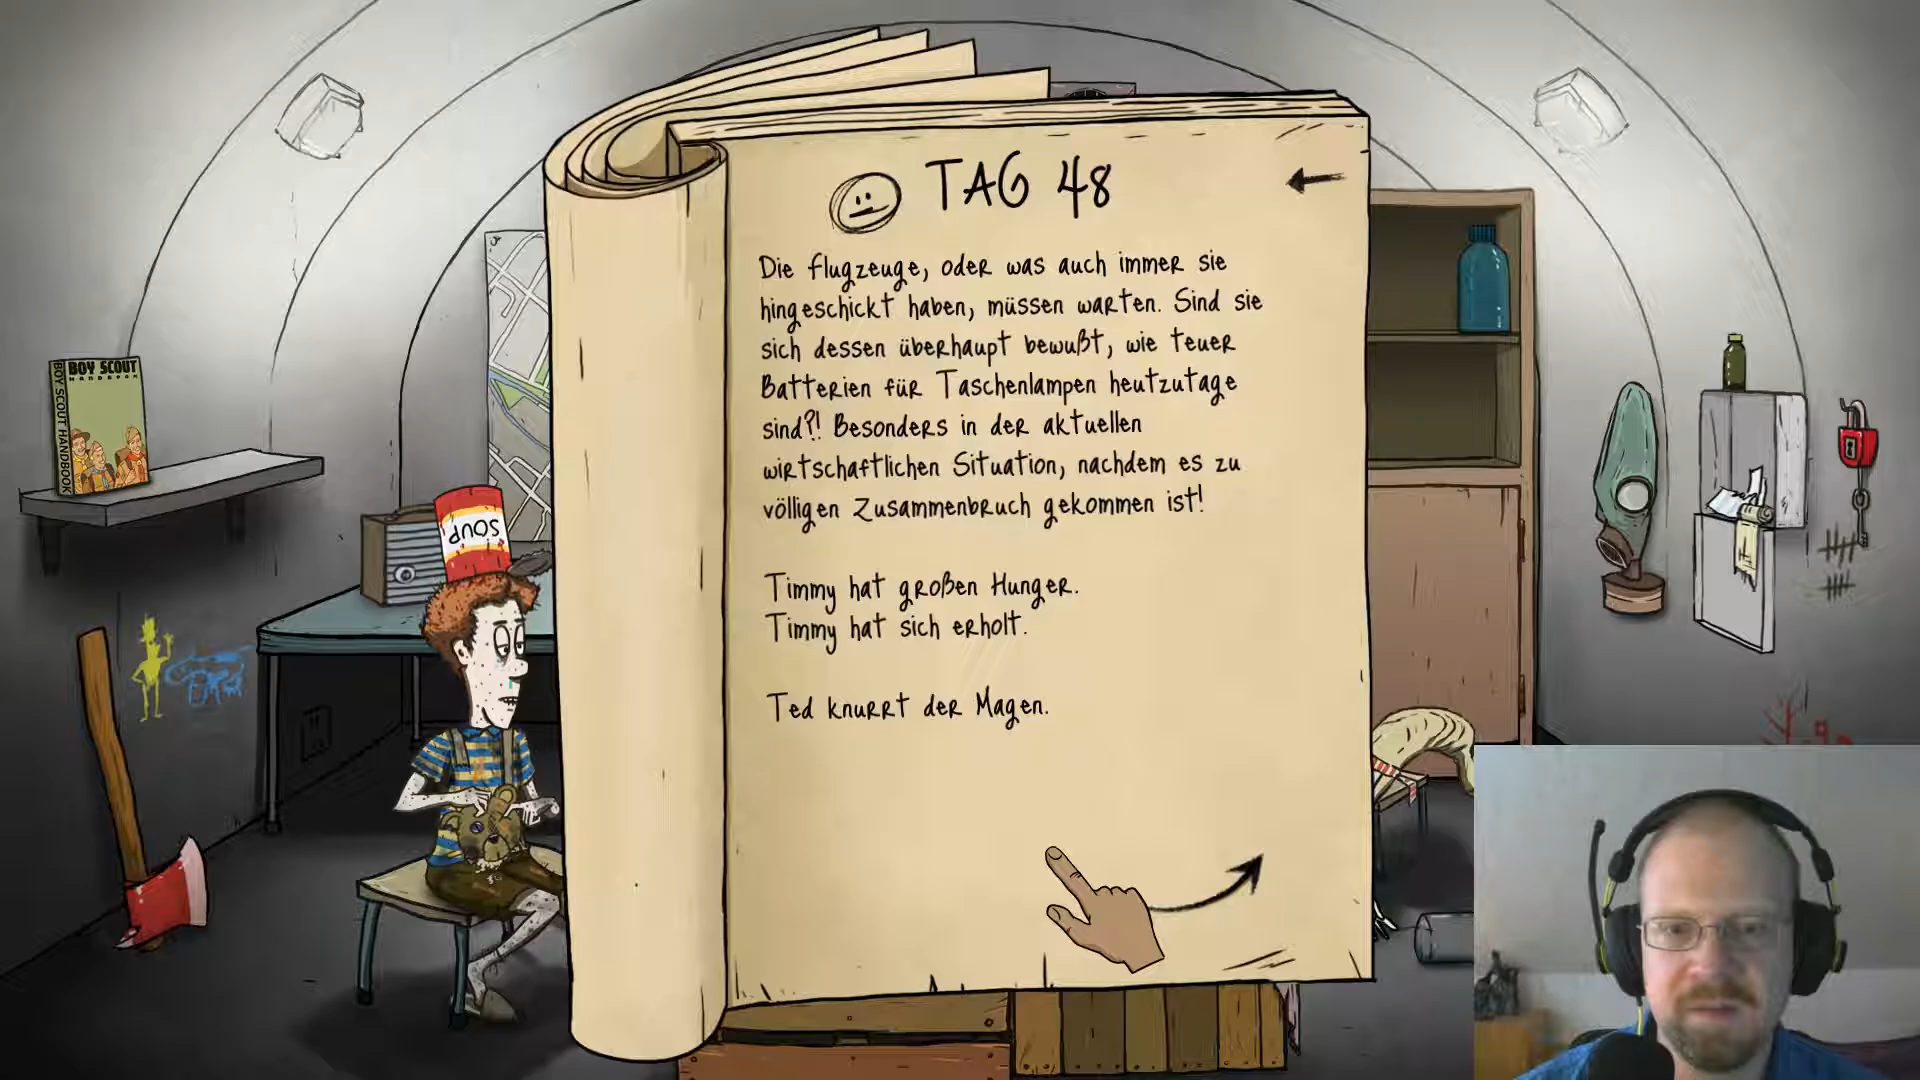 TAG 48
Die Flugzeuge, oder was auch immer sie
hingeschickt haben, müssen warten. Sind sie
sich dessen überhaupt bewußt, wie teuer
Batterien für Taschenlampen heutzutage
sind?! Besonders in der aktuellen
wirtschaftlichen Situation, nachdem es zu
völligen Zusammenbruch gekommen ist!
Timmy hat großen Hunger.
Timmy hat sich erholt.
Ted knurrt der Magen.
BOY SCOUT
HANDBOOK
BOY SCOUT HANDBOOK
SOUP